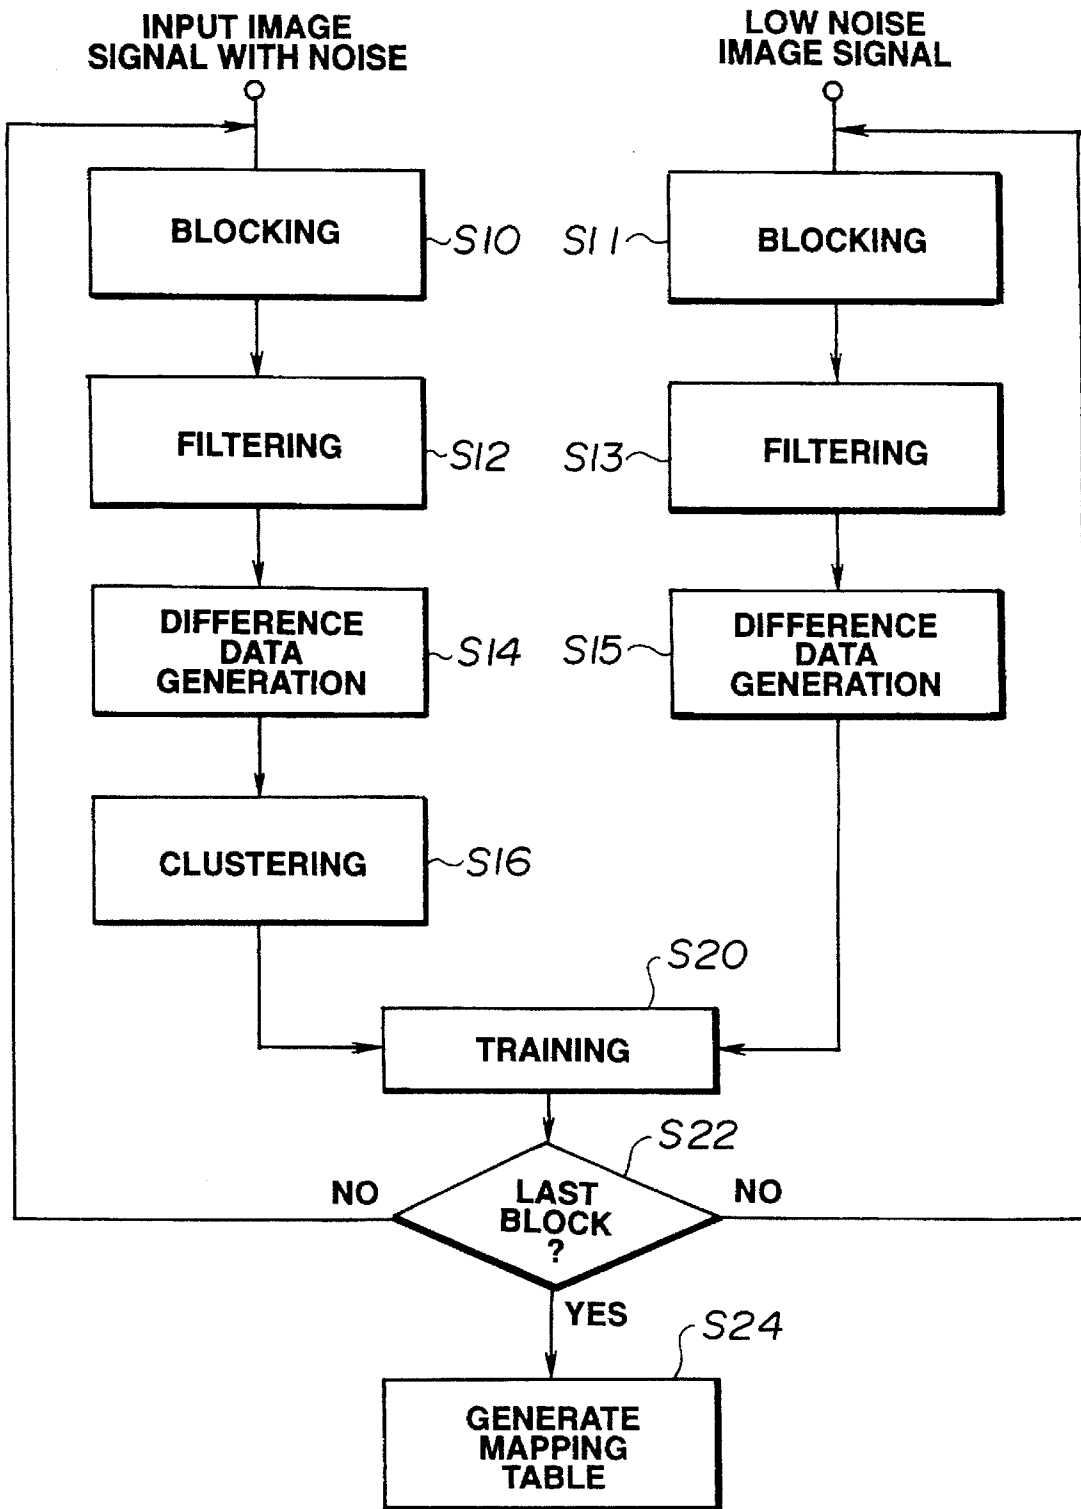 INPUT IMAGE
SIGNAL WITH NOISE
LOW NOISE
IMAGE SIGNAL
BLOCKING
S10
S11
BLOCKING
FILTERING
S12
S13
FILTERING
DIFFERENCE
DATA
GENERATION
S14
S15
DIFFERENCE
DATA
GENERATION
CLUSTERING
S16
S20
TRAINING
S22
NO
LAST
BLOCK
?
NO
YES
S24
GENERATE
MAPPING
TABLE